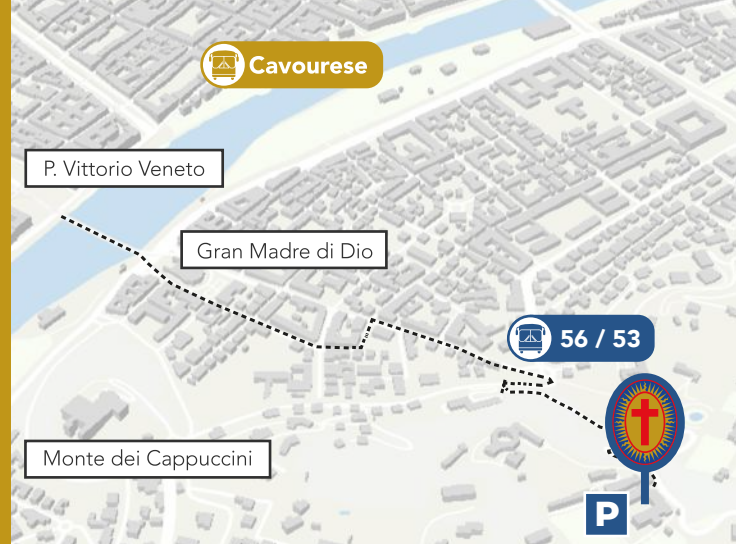 Cavourese
P. Vittorio Veneto
Gran Madre di Dio
56 / 53
Monte dei Cappuccini
P